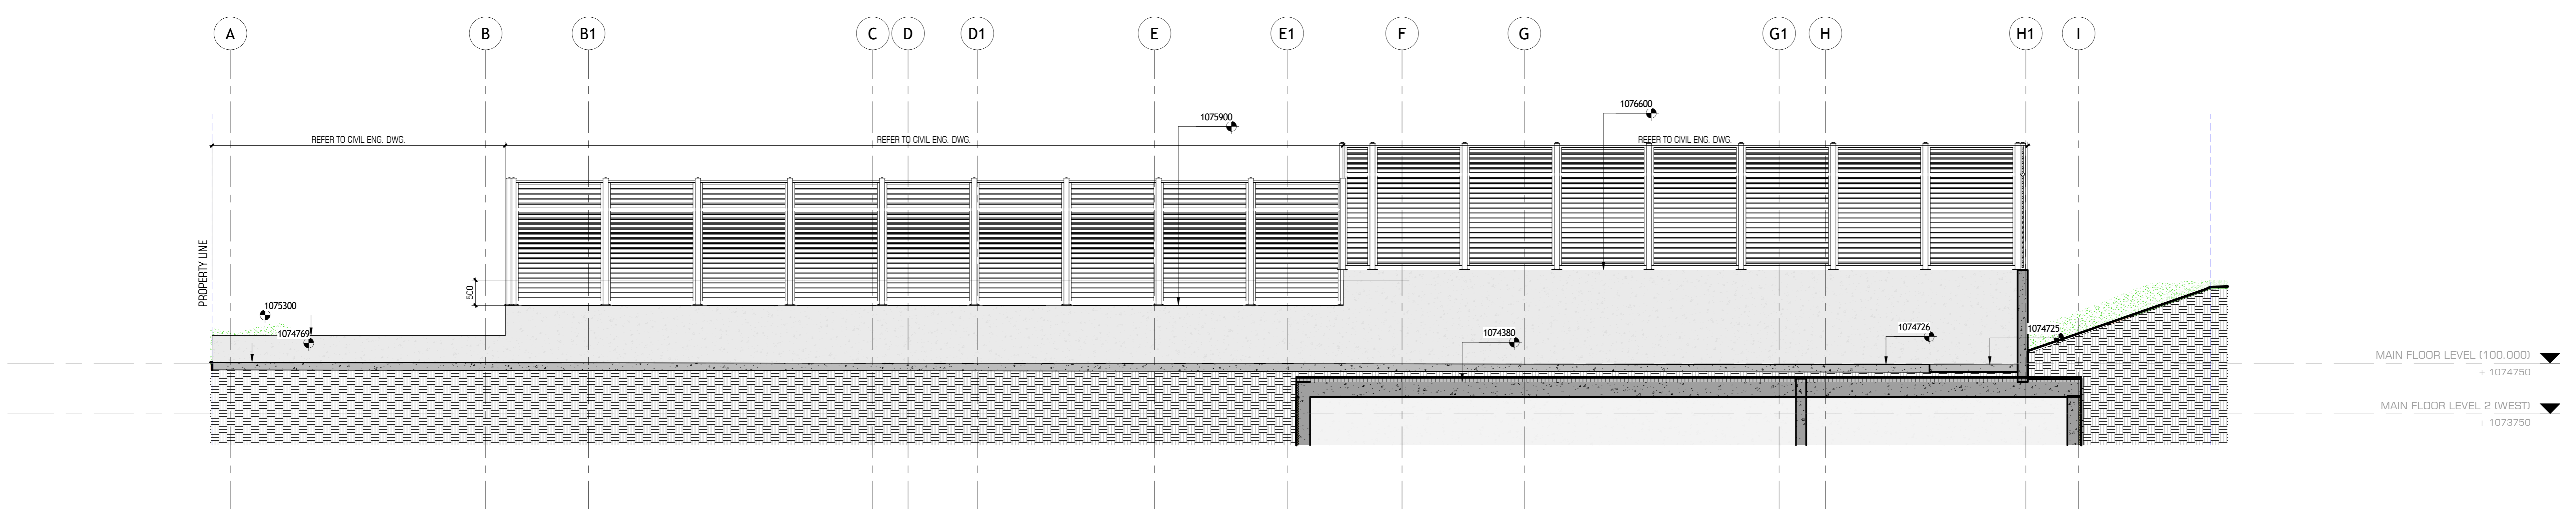 A B B1 C D D1 E E1 F G G1 H H1 I
1076600
1075900
REFER TO CIVIL ENG. DWG. REFER TO CIVIL ENG. DWG. REFER TO CIVIL ENG. DWG.
PROPERTY LINE
500
1075300
1074769
1074380
1074726
1074725
MAIN FLOOR LEVEL (100.000)
+ 1074750
MAIN FLOOR LEVEL 2 (WEST)
+ 1073750